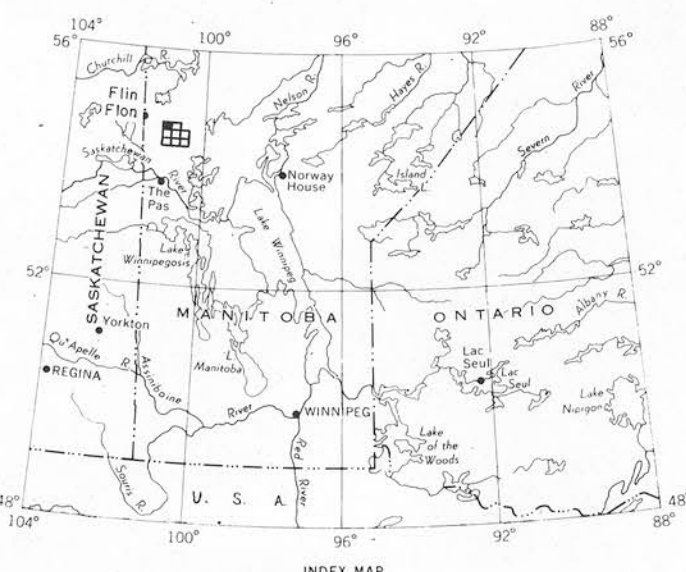 104°
100°
96°
92°
88°
56°
56°
Churchill R.
Flin
Flon
Nelson R.
Hayes R.
Severn River
Saskatchewan River
The
Pas
Norway
House
Island
L.
SASKATCHEWAN
Lake
Winnipegosis
Lake Winnipeg
52°
52°
MANITOBA
ONTARIO
Albany R.
Yorkton
Qu'Apelle R.
L.
Manitoba
Lac
Seul
Lac
Seul
REGINA
Assiniboine River
WINNIPEG
Lake
Nipigon
Lake
of the
Woods
Souris R.
Red River
U. S. A.
48°
48°
104°
100°
96°
92°
88°
INDEX MAP